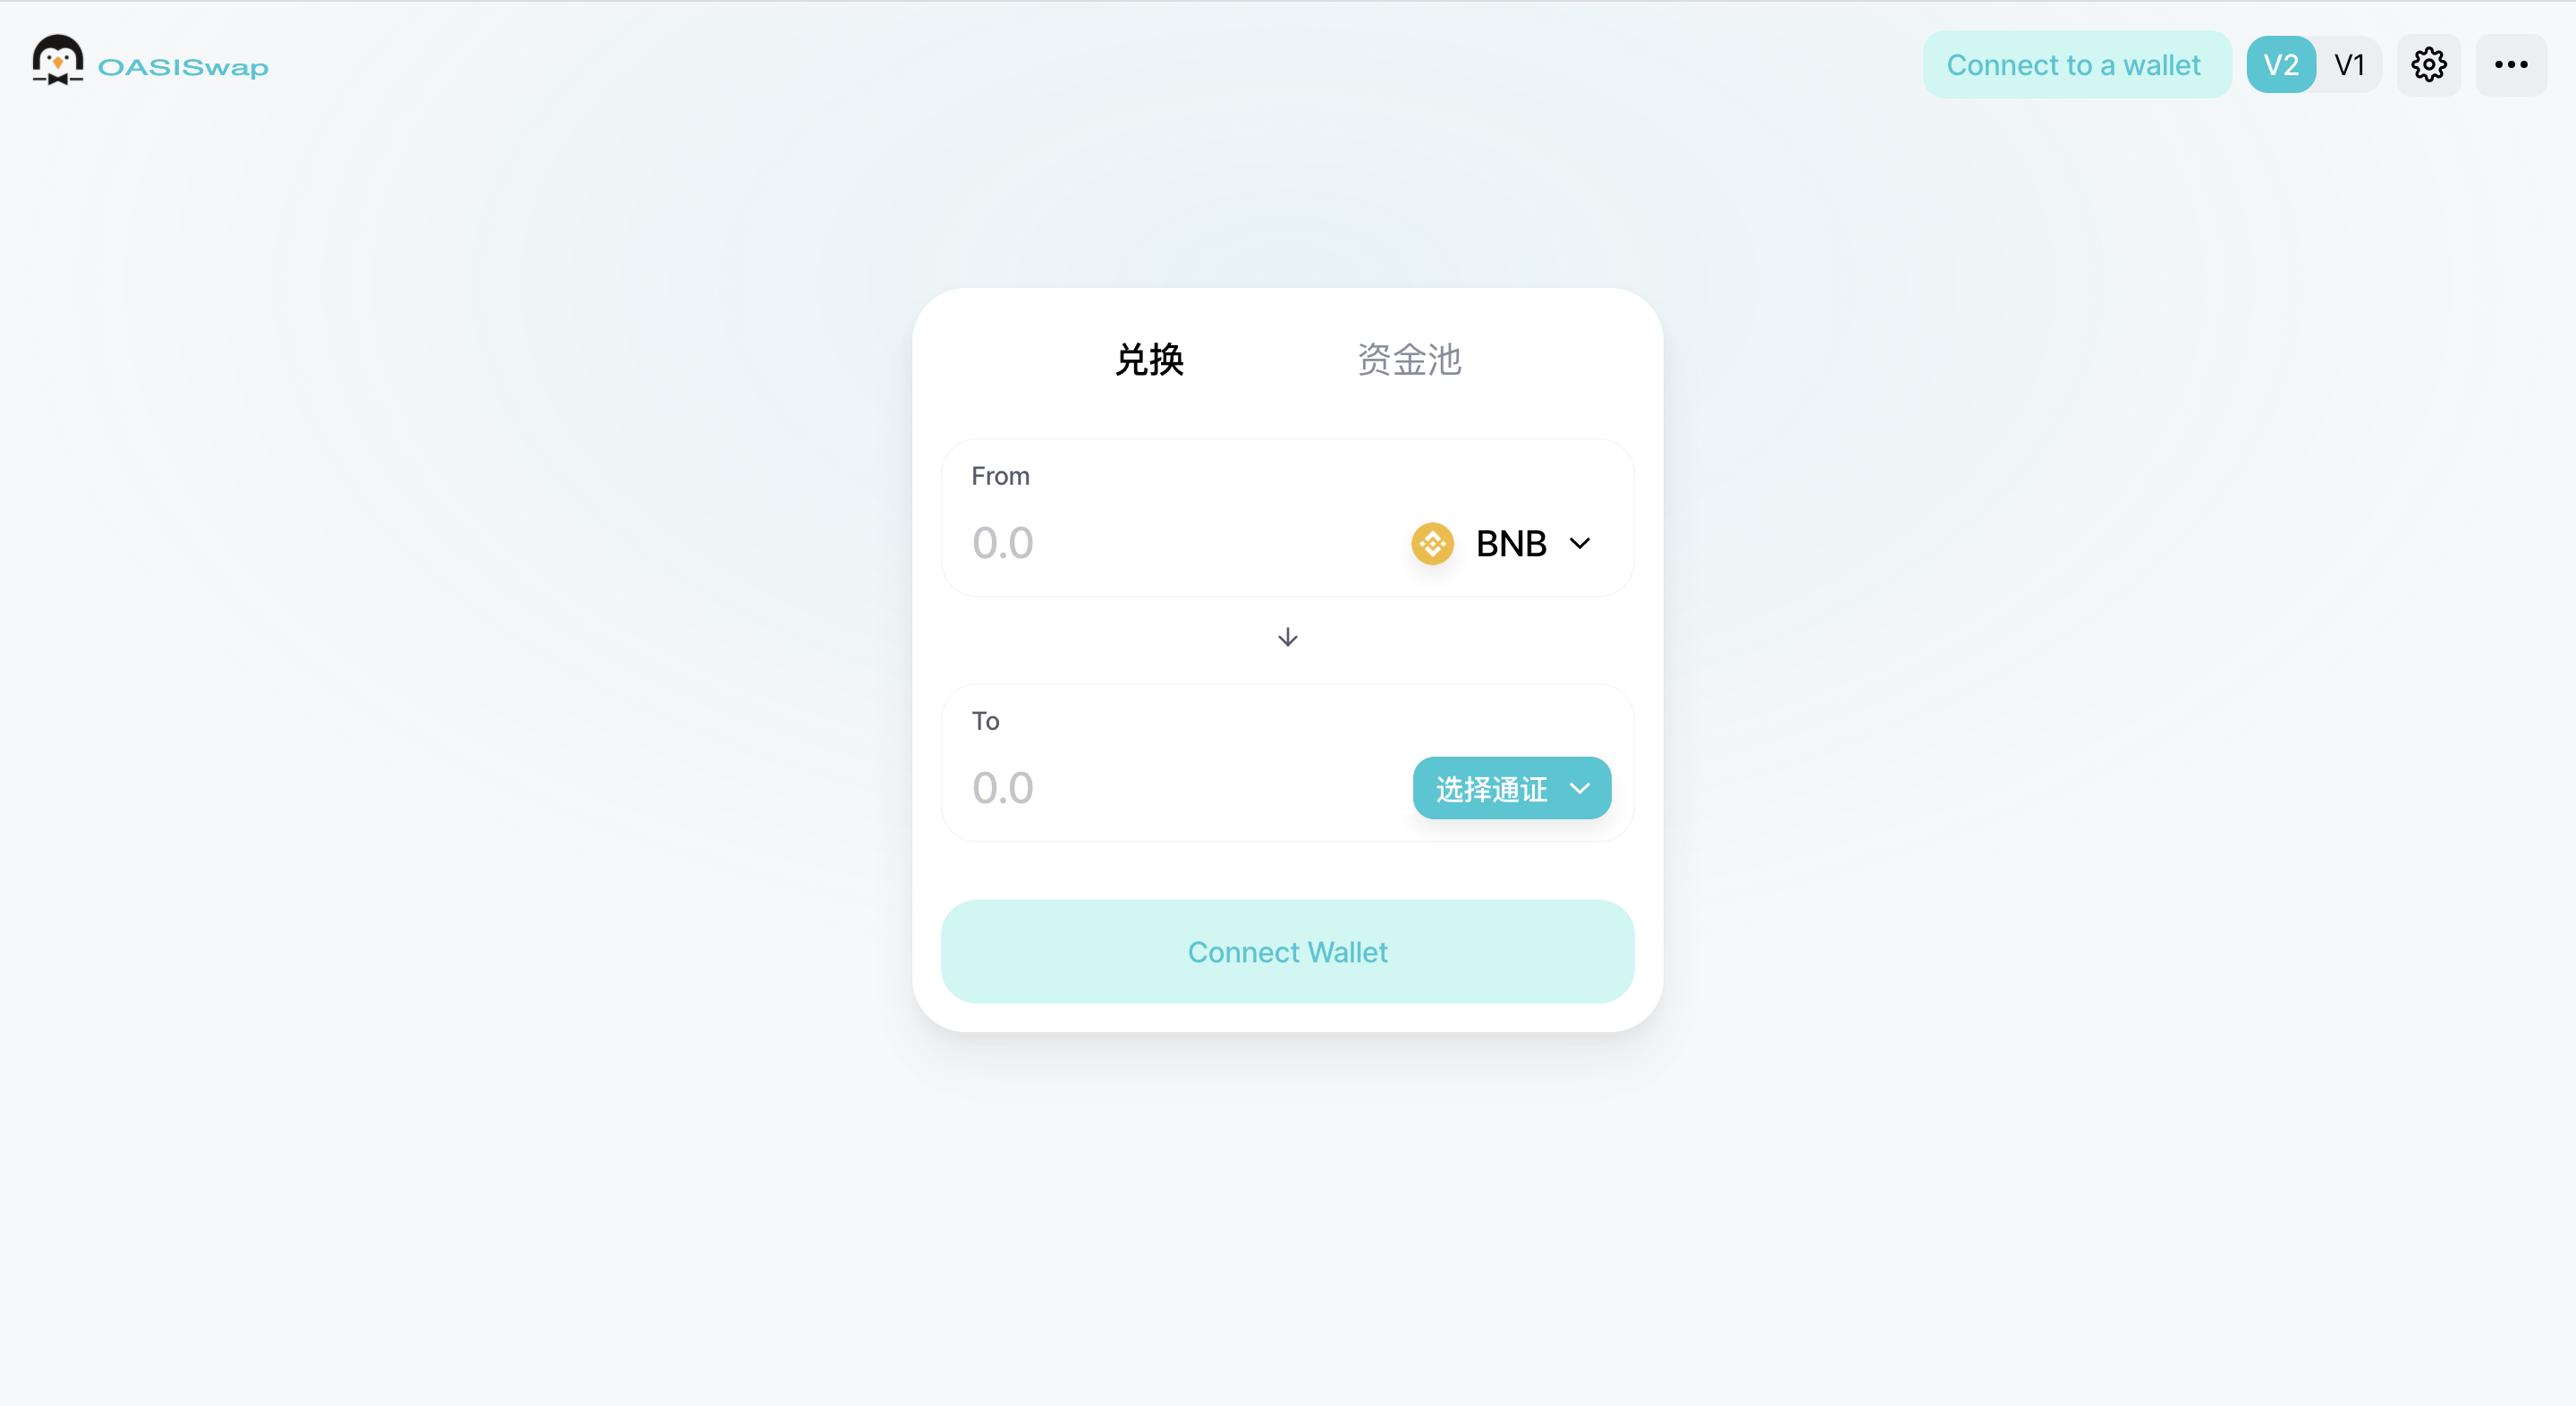 OASISwap
Connect to a wallet
V2 V1
兑换 资金池
From
0.0 BNB
To
0.0 选择通证
Connect Wallet